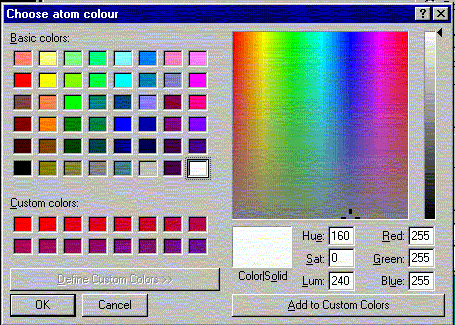 Choose atom colour
Basic colors:
Custom colors:
Define Custom Colors >>
OK
Cancel
Color|Solid
Hue: 160
Sat: 0
Lum: 240
Red: 255
Green: 255
Blue: 255
Add to Custom Colors